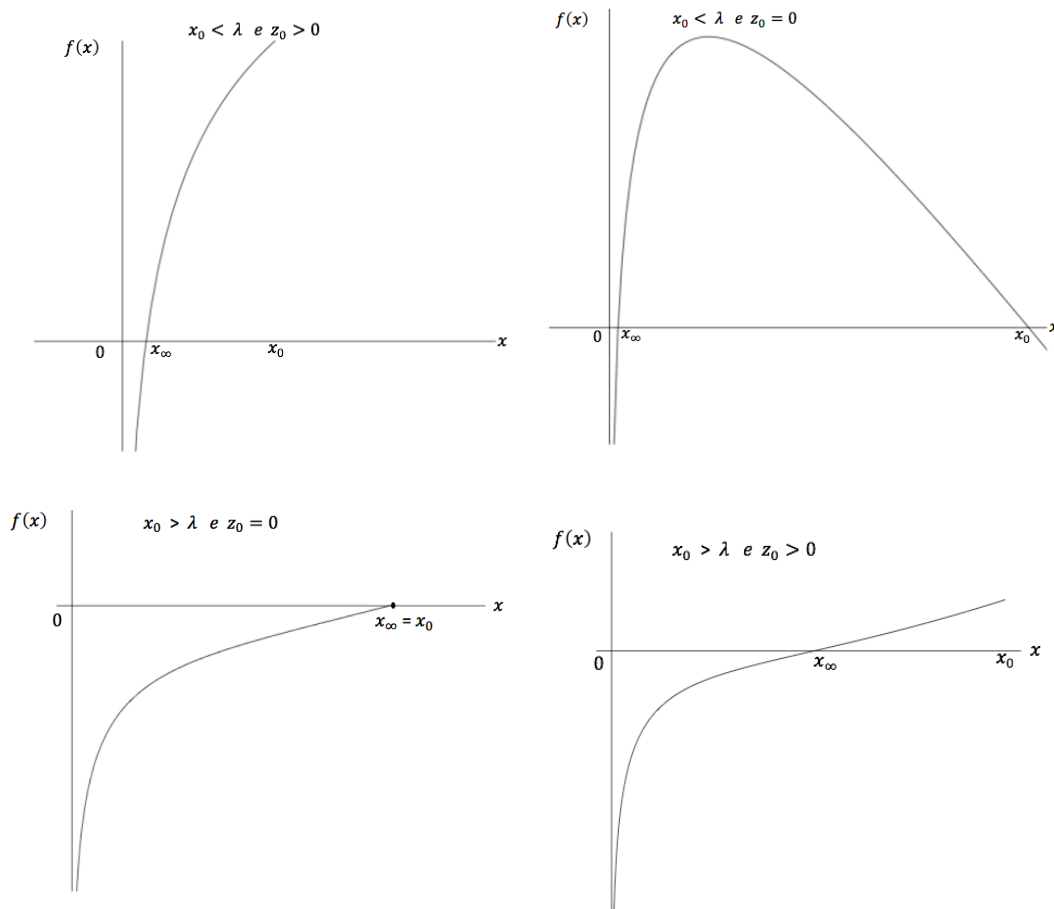 x₀ < λ e z₀ > 0
f(x)
0
x∞
x₀
x
x₀ < λ e z₀ = 0
f(x)
0
x∞
x₀
x
x₀ > λ e z₀ = 0
f(x)
0
x∞ = x₀
x
x₀ > λ e z₀ > 0
f(x)
0
x∞
x₀
x